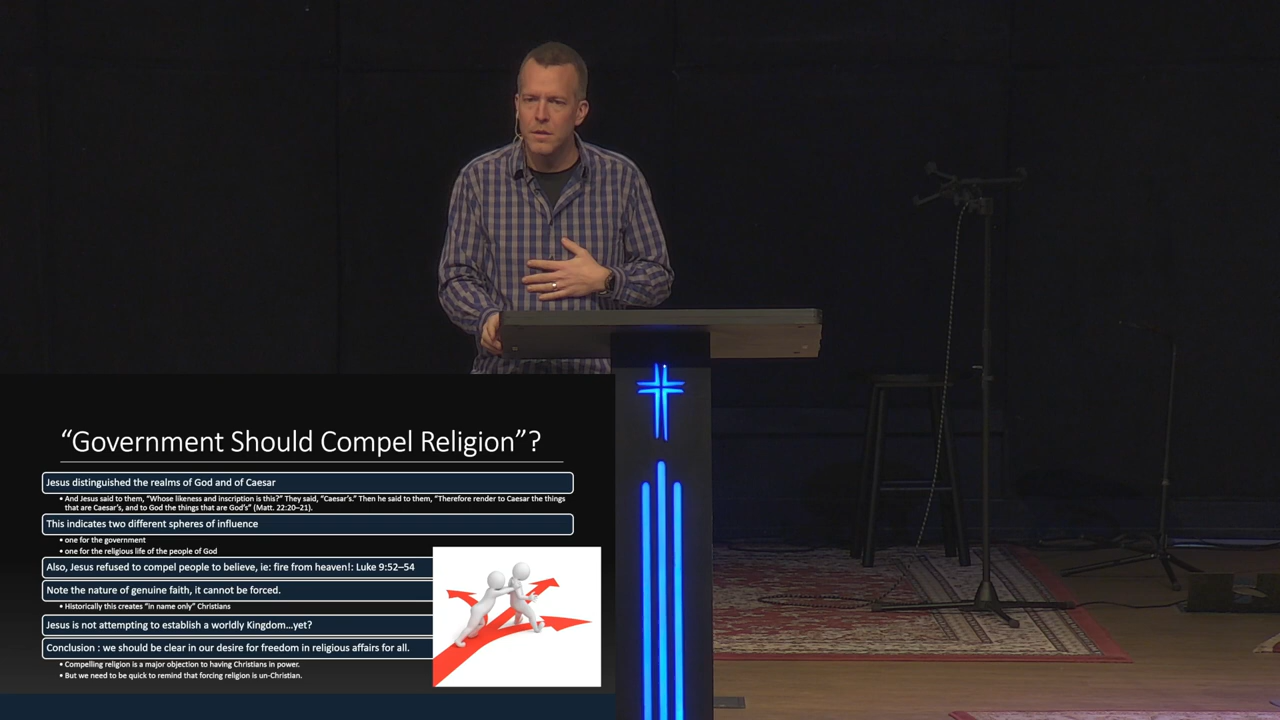 “Government Should Compel Religion”?
Jesus distinguished the realms of God and of Caesar
• And Jesus said to them, “Whose likeness and inscription is this?” They said, “Caesar’s.” Then he said to them, “Therefore render to Caesar the things
that are Caesar’s, and to God the things that are God’s” (Matt. 22:20–21).
This indicates two different spheres of influence
• one for the government
• one for the religious life of the people of God
Also, Jesus refused to compel people to believe, ie: fire from heaven!: Luke 9:52–54
Note the nature of genuine faith, it cannot be forced.
• Historically this creates “in name only” Christians
Jesus is not attempting to establish a worldly Kingdom...yet?
Conclusion : we should be clear in our desire for freedom in religious affairs for all.
• Compelling religion is a major objection to having Christians in power.
• But we need to be quick to remind that forcing religion is un-Christian.